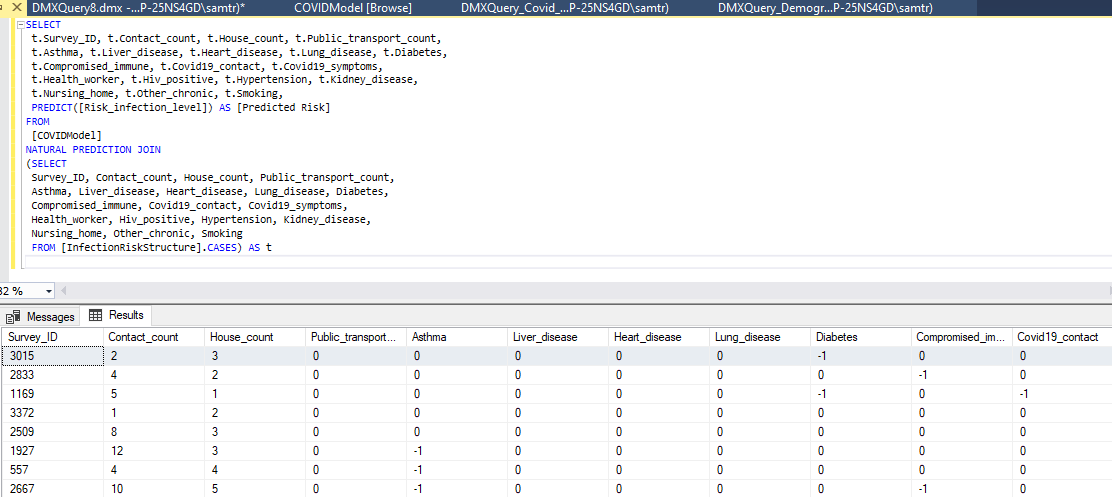 DMXQuery8.dmx -...P-25NS4GD\samtr)* COVIDModel [Browse] DMXQuery_Covid_...P-25NS4GD\samtr) DMXQuery_Demogr...P-25NS4GD\samtr)
SELECT
t.Survey_ID, t.Contact_count, t.House_count, t.Public_transport_count,
t.Asthma, t.Liver_disease, t.Heart_disease, t.Lung_disease, t.Diabetes,
t.Compromised_immune, t.Covid19_contact, t.Covid19_symptoms,
t.Health_worker, t.Hiv_positive, t.Hypertension, t.Kidney_disease,
t.Nursing_home, t.Other_chronic, t.Smoking,
PREDICT([Risk_infection_level]) AS [Predicted Risk]
FROM
[COVIDModel]
NATURAL PREDICTION JOIN
(SELECT
Survey_ID, Contact_count, House_count, Public_transport_count,
Asthma, Liver_disease, Heart_disease, Lung_disease, Diabetes,
Compromised_immune, Covid19_contact, Covid19_symptoms,
Health_worker, Hiv_positive, Hypertension, Kidney_disease,
Nursing_home, Other_chronic, Smoking
FROM [InfectionRiskStructure].CASES) AS t
32 %
Messages Results
Survey_ID Contact_count House_count Public_transport... Asthma Liver_disease Heart_disease Lung_disease Diabetes Compromised_im... Covid19_contact
3015 2 3 0 0 0 0 0 -1 0 0
2833 4 2 0 0 0 0 0 0 -1 0
1169 5 1 0 0 0 0 0 -1 0 -1
3372 1 2 0 0 0 0 0 0 0 0
2509 8 3 0 0 0 0 0 0 0 0
1927 12 3 0 -1 0 0 0 0 0 0
557 4 4 0 -1 0 0 0 0 0 0
2667 10 5 0 -1 0 0 0 0 -1 0